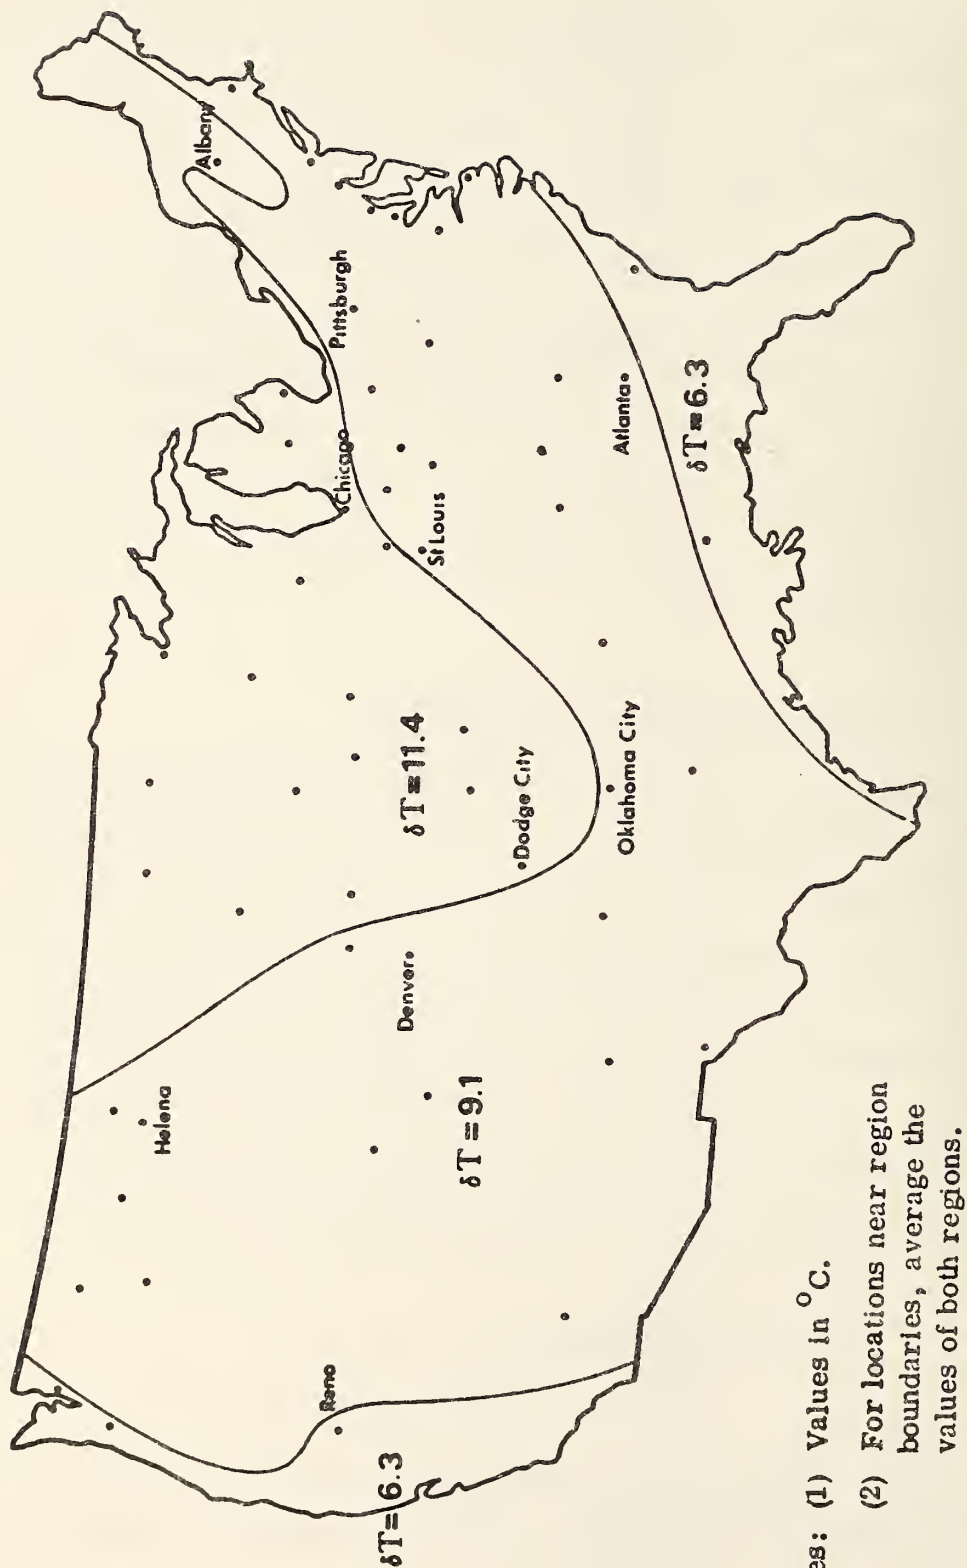 Albany
Pittsburgh
Chicago
St Louis
Atlanta
δT=6.3
δT=11.4
Dodge City
Oklahoma City
Denver
Helena
δT=9.1
Reno
δT=6.3
es: (1) Values in °C.
(2) For locations near region
boundaries, average the
values of both regions.